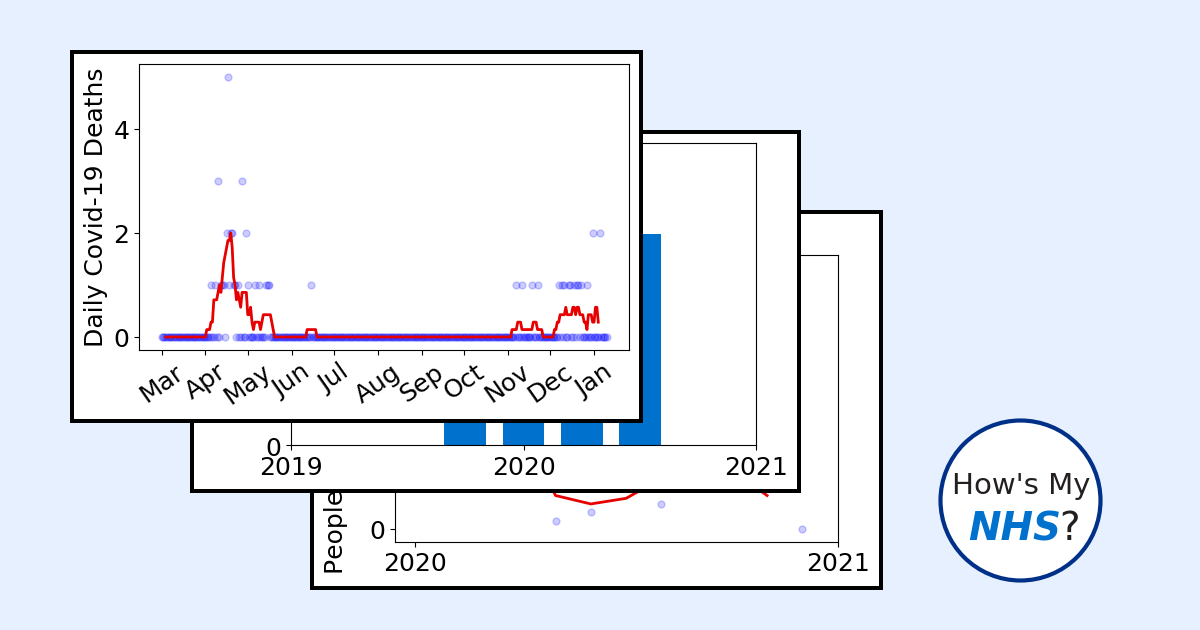 Daily Covid-19 Deaths
4
2
0
Mar Apr May Jun Jul Aug Sep Oct Nov Dec Jan
0
2019 2020 2021
People
0
2020 2021
How's My
NHS?